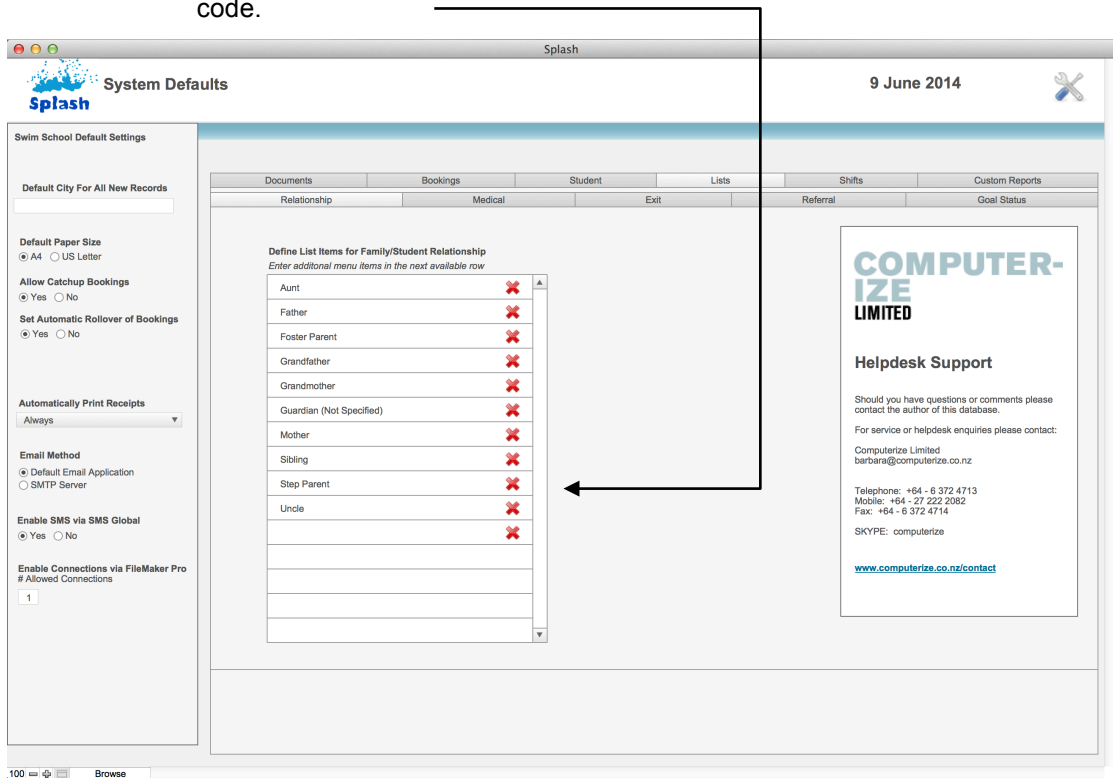 code.
Splash
Splash
System Defaults
9 June 2014
Swim School Default Settings
Default City For All New Records
Default Paper Size
A4 US Letter
Allow Catchup Bookings
Yes No
Set Automatic Rollover of Bookings
Yes No
Automatically Print Receipts
Always
Email Method
Default Email Application
SMTP Server
Enable SMS via SMS Global
Yes No
Enable Connections via FileMaker Pro
# Allowed Connections
1
Documents Bookings Student Lists Shifts Custom Reports
Relationship Medical Exit Referral Goal Status
Define List Items for Family/Student Relationship
Enter additonal menu items in the next available row
Aunt
Father
Foster Parent
Grandfather
Grandmother
Guardian (Not Specified)
Mother
Sibling
Step Parent
Uncle
COMPUTER-
IZE
LIMITED
Helpdesk Support
Should you have questions or comments please
contact the author of this database.
For service or helpdesk enquiries please contact:
Computerize Limited
barbara@computerize.co.nz
Telephone: +64 - 6 372 4713
Mobile: +64 - 27 222 2082
Fax: +64 - 6 372 4714
SKYPE: computerize
www.computerize.co.nz/contact
100 Browse